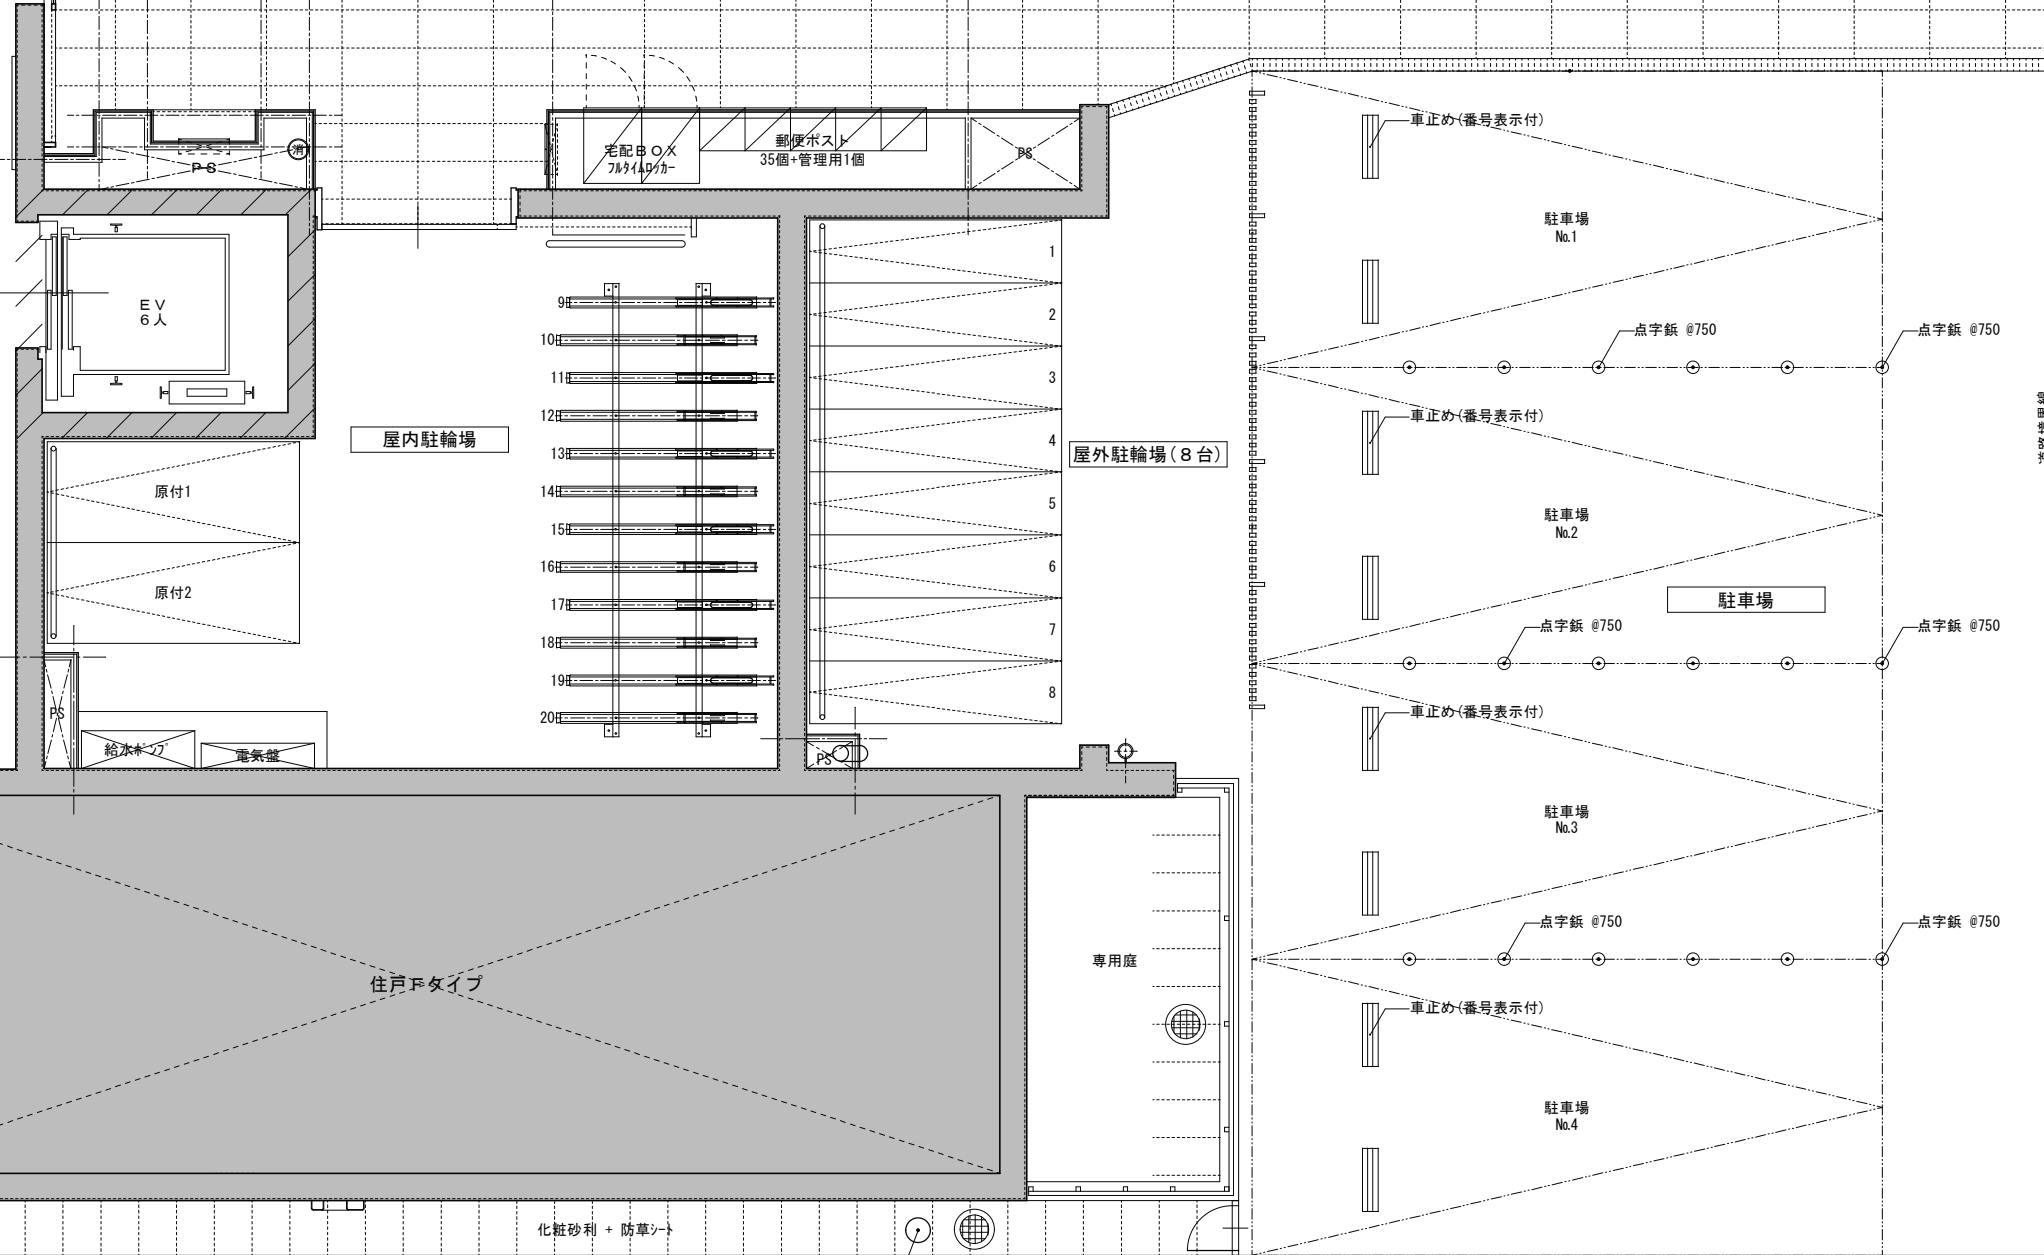 車止め(番号表示付)
消
宅配ＢＯＸ
フルタイムロッカー
郵便ポスト
35個+管理用1個
PS
PS
駐車場
No.1
1
EV
6人
9
2
点字鋲 @750
点字鋲 @750
10
11
3
12
車止め(番号表示付)
屋内駐輪場
4
屋外駐輪場(８台)
13
原付1
14
5
駐車場
No.2
15
16
6
原付2
17
駐車場
7
点字鋲 @750
点字鋲 @750
18
19
8
PS
20
車止め(番号表示付)
給水ポンプ
電気盤
PS
駐車場
No.3
点字鋲 @750
点字鋲 @750
専用庭
住戸Fタイプ
車止め(番号表示付)
駐車場
No.4
化粧砂利 + 防草シート